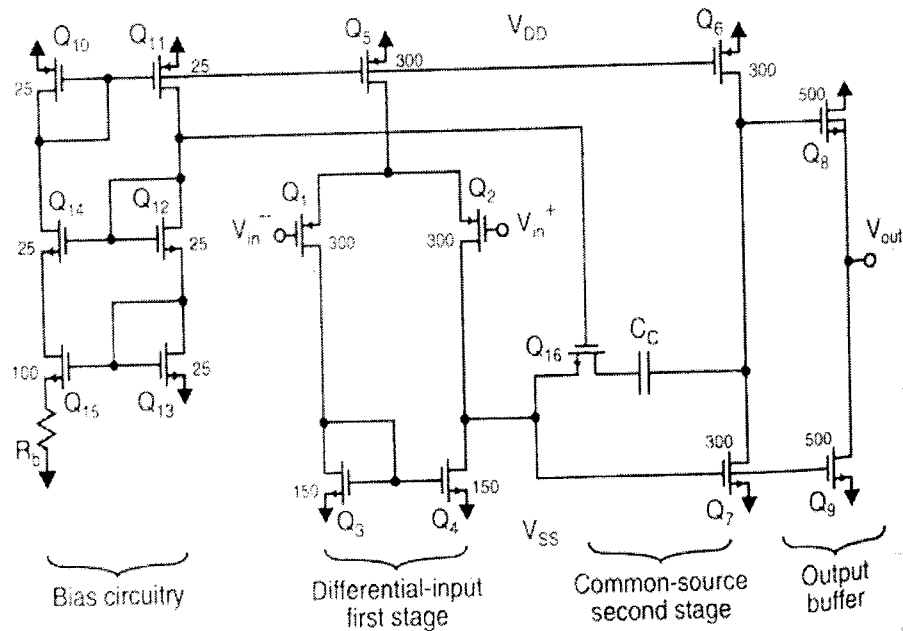 Q10 Q11 Q5 VDD Q6
25 25 300 300
500
Q8
Q14 Q12 Q1 Q2
Vin− Vin+
25 25 300 300
Vout
Q16 CC
100 25
Q15 Q13
Rb
300 500
150 150
Q3 Q4 Q7 Q9
VSS
Bias circuitry
Differential-input
first stage
Common-source
second stage
Output
buffer